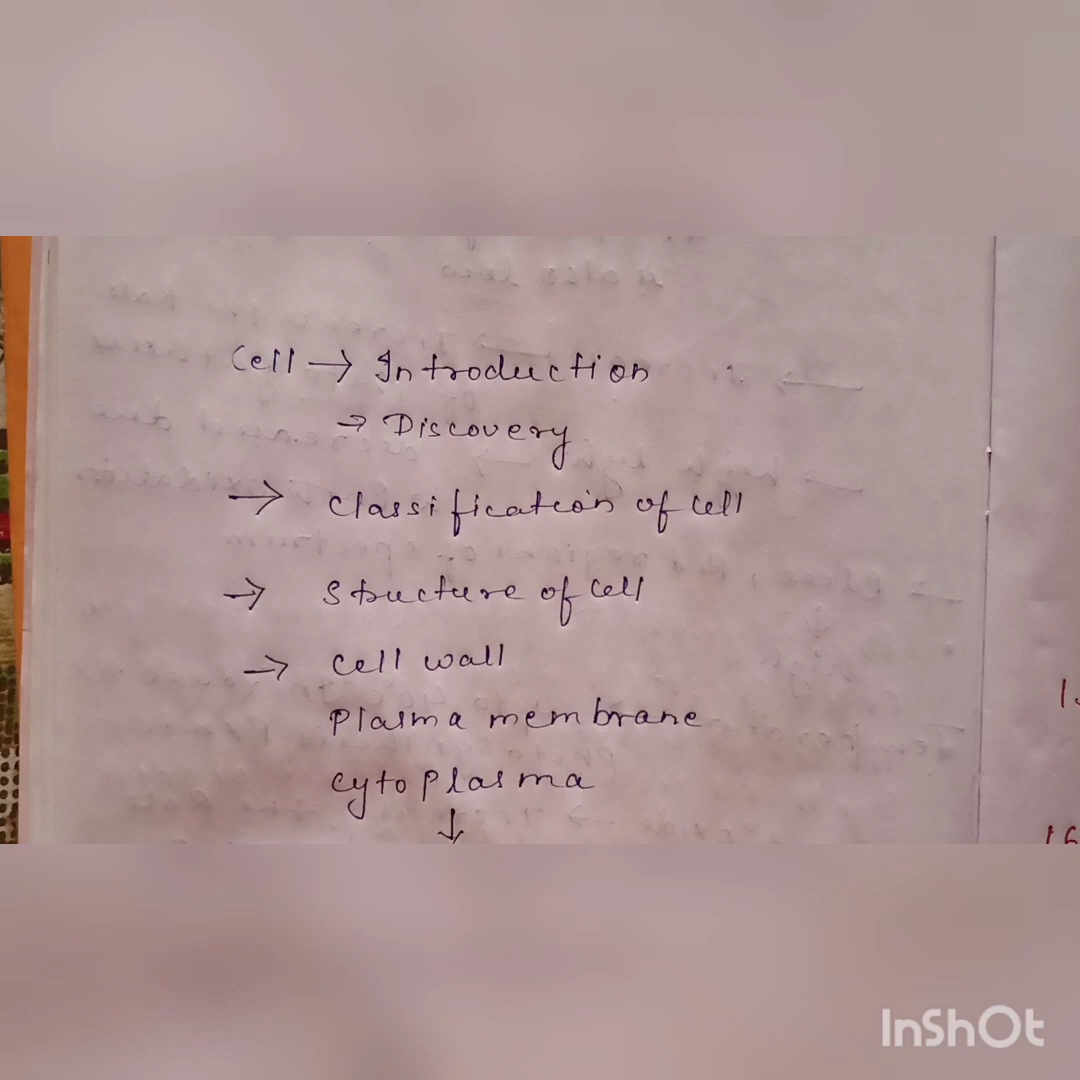 Cell → Introduction
→ Discovery
→ Classification of cell
→ Structure of cell
→ Cell wall
Plasma membrane
Cytoplasma
↓
InShOt